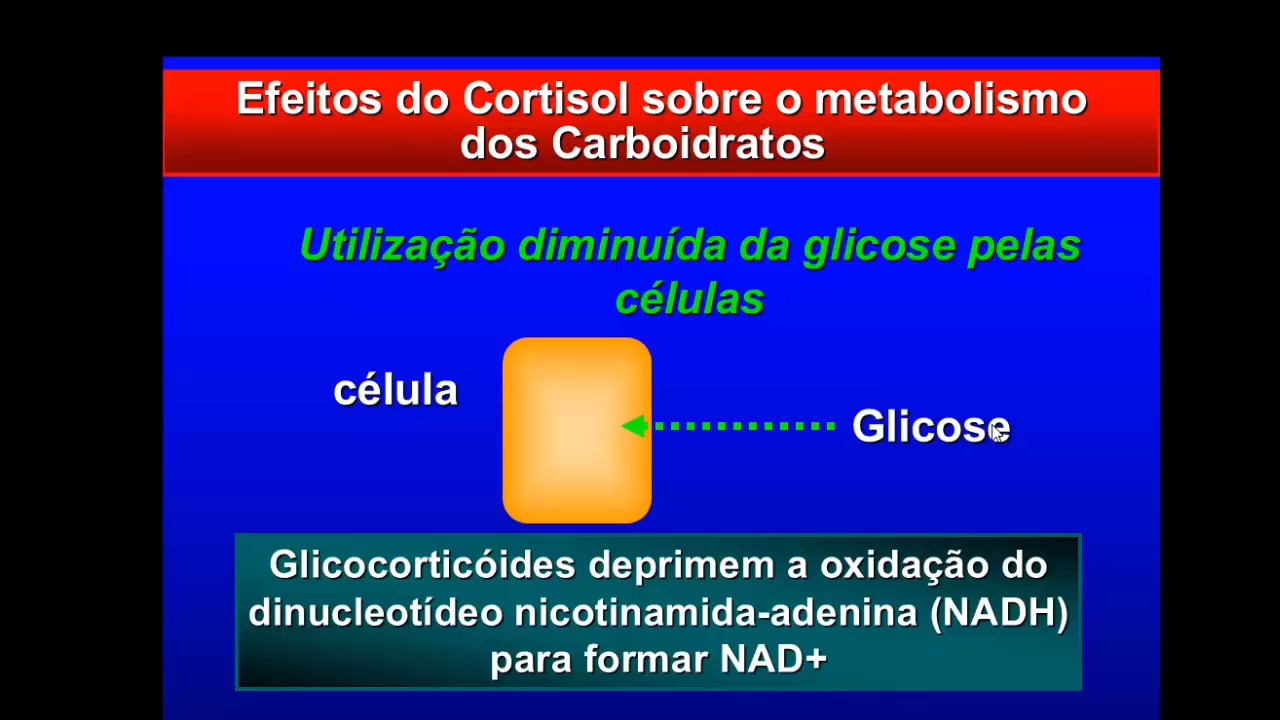 Efeitos do Cortisol sobre o metabolismo
dos Carboidratos
Utilização diminuída da glicose pelas
células
célula
Glicose
Glicocorticóides deprimem a oxidação do
dinucleotídeo nicotinamida-adenina (NADH)
para formar NAD+